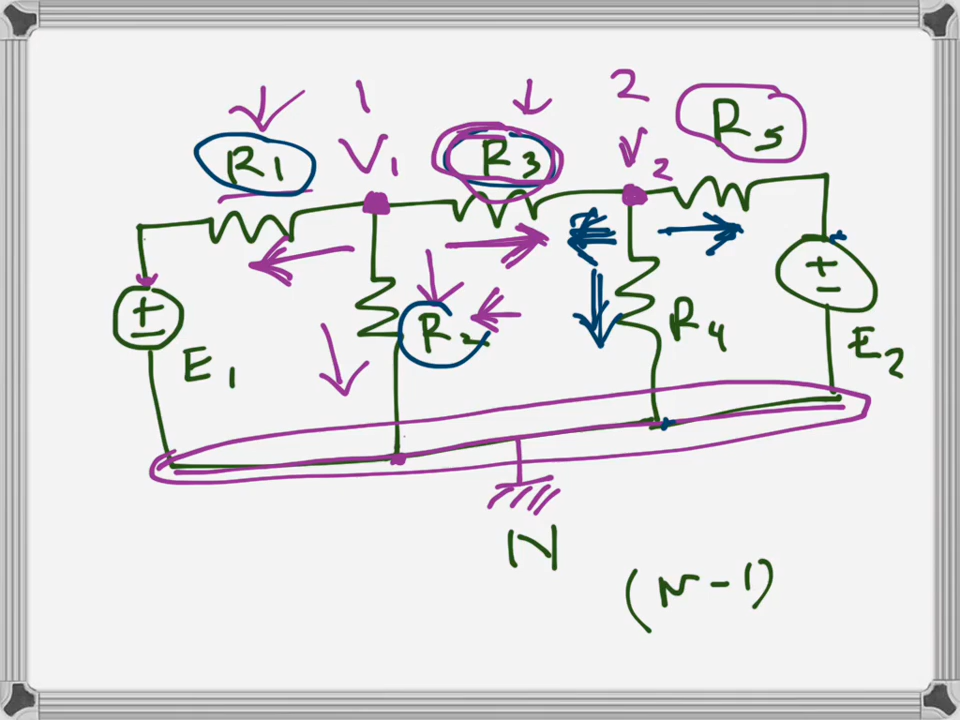 1 2
R1 V1 R3 V2 R5
+ −
E1 R2 R4 + −
E2
N
(N-1)